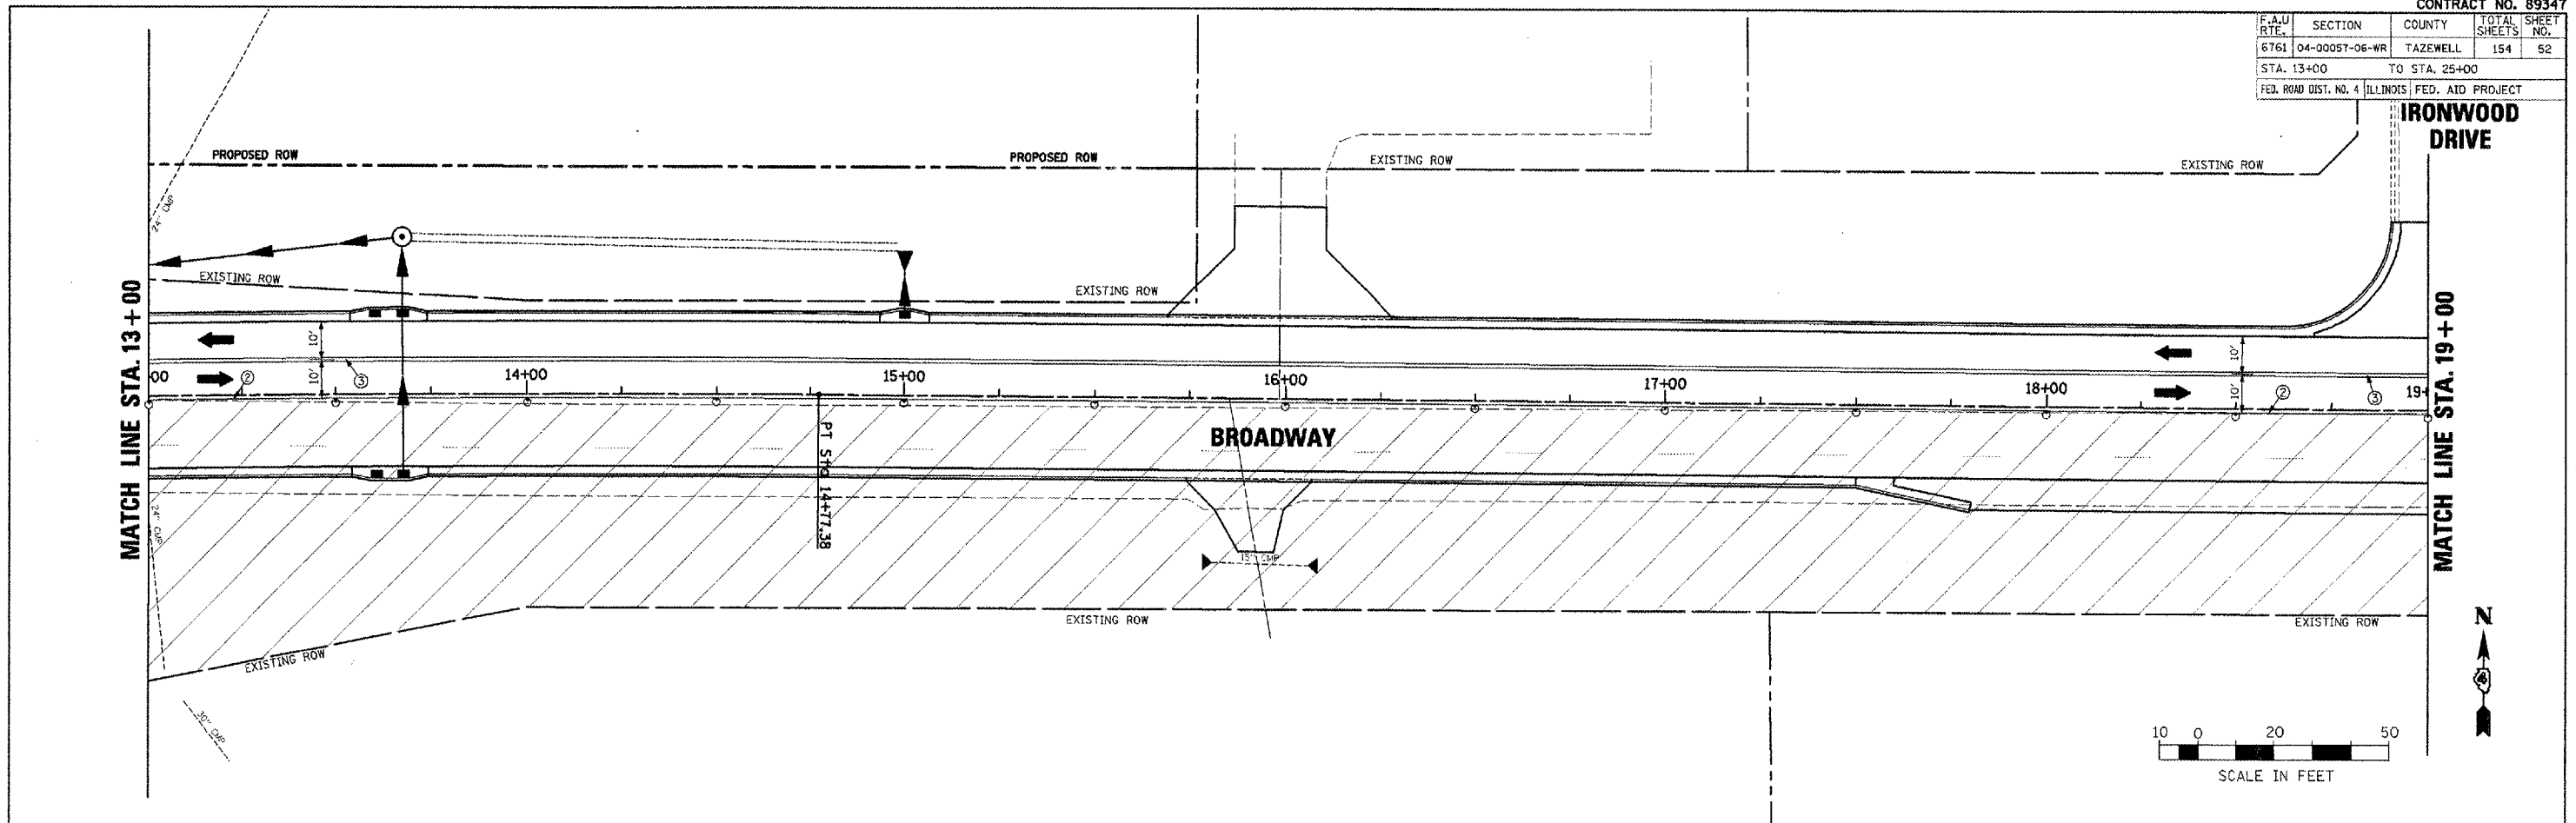 CONTRACT NO. 89347
F.A.U RTE. SECTION COUNTY TOTAL SHEETS SHEET NO.
6761 04-00057-06-WR TAZEWELL 154 52
STA. 13+00 TO STA. 25+00
FED. ROAD DIST. NO. 4 ILLINOIS FED. AID PROJECT
IRONWOOD
DRIVE
PROPOSED ROW
PROPOSED ROW
EXISTING ROW
EXISTING ROW
24" CMP
EXISTING ROW
EXISTING ROW
MATCH LINE STA. 13+00
MATCH LINE STA. 19+00
10'
10'
10'
10'
00
2
3
14+00
15+00
16+00
17+00
18+00
2
3
19+
PT Sta 14+77.38
BROADWAY
24" CMP
15" CMP
EXISTING ROW
EXISTING ROW
EXISTING ROW
30" CMP
N
10 0 20 50
SCALE IN FEET